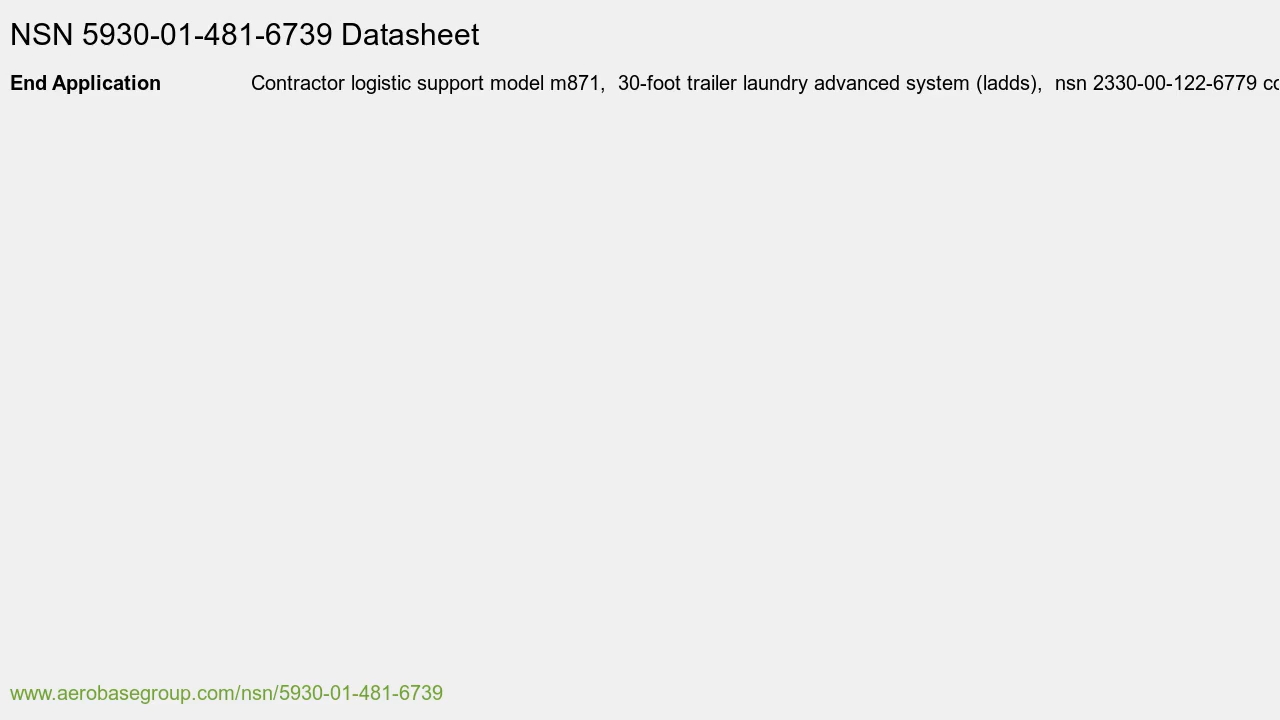 NSN 5930-01-481-6739 Datasheet
End Application Contractor logistic support model m871, 30-foot trailer laundry advanced system (ladds), nsn 2330-00-122-6779
www.aerobasegroup.com/nsn/5930-01-481-6739